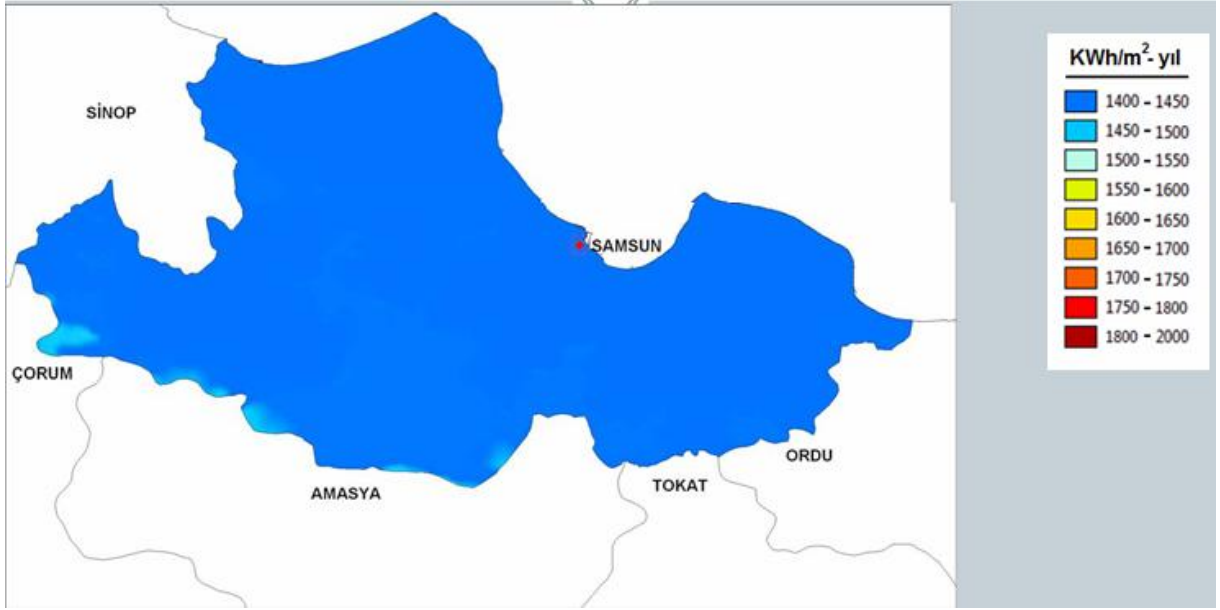 SİNOP
SAMSUN
ÇORUM
AMASYA
TOKAT
ORDU
KWh/m²- yıl
1400 - 1450
1450 - 1500
1500 - 1550
1550 - 1600
1600 - 1650
1650 - 1700
1700 - 1750
1750 - 1800
1800 - 2000